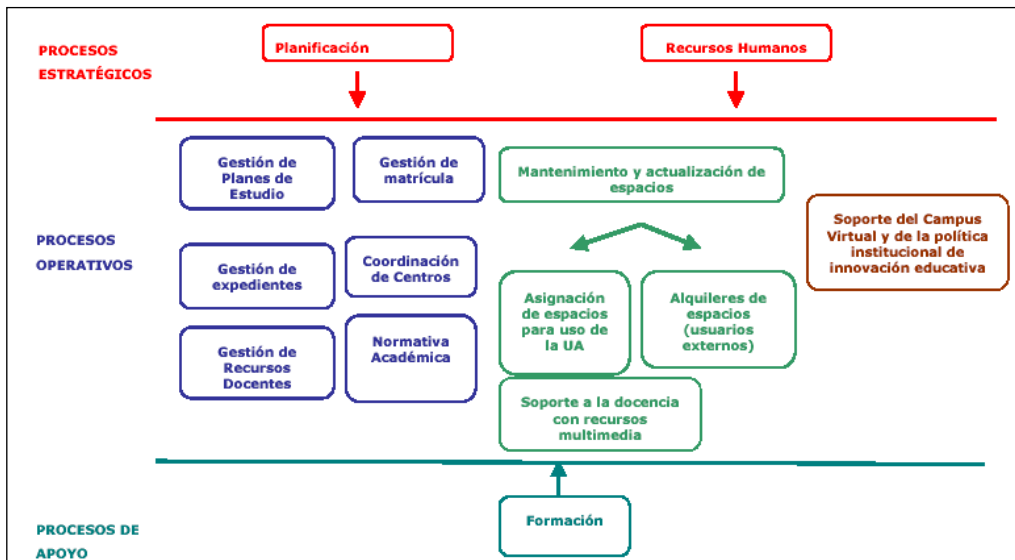 PROCESOS
ESTRATÉGICOS
Planificación
Recursos Humanos
PROCESOS
OPERATIVOS
Gestión de
Planes de
Estudio
Gestión de
matrícula
Mantenimiento y actualización de
espacios
Soporte del Campus
Virtual y de la política
institucional de
innovación educativa
Gestión de
expedientes
Coordinación
de Centros
Asignación
de espacios
para uso de
la UA
Alquileres de
espacios
(usuarios
externos)
Gestión de
Recursos
Docentes
Normativa
Académica
Soporte a la docencia
con recursos
multimedia
PROCESOS DE
APOYO
Formación